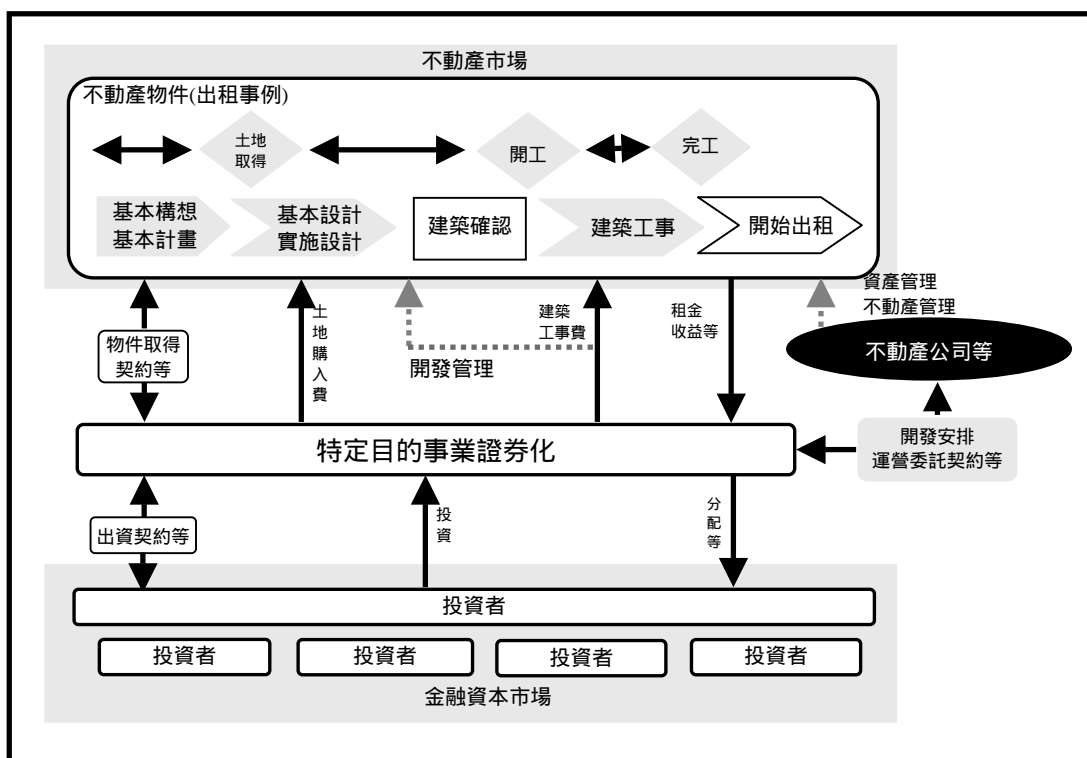 不動產市場
不動產物件(出租事例)
土地
取得
開工
完工
基本構想
基本計畫
基本設計
實施設計
建築確認
建築工事
開始出租
資產管理
不動產管理
土地購入費
建築
工事費
租金
收益等
物件取得
契約等
開發管理
不動產公司等
特定目的事業證券化
開發安排
運營委託契約等
出資契約等
投資
分配等
投資者
投資者
投資者
投資者
投資者
金融資本市場